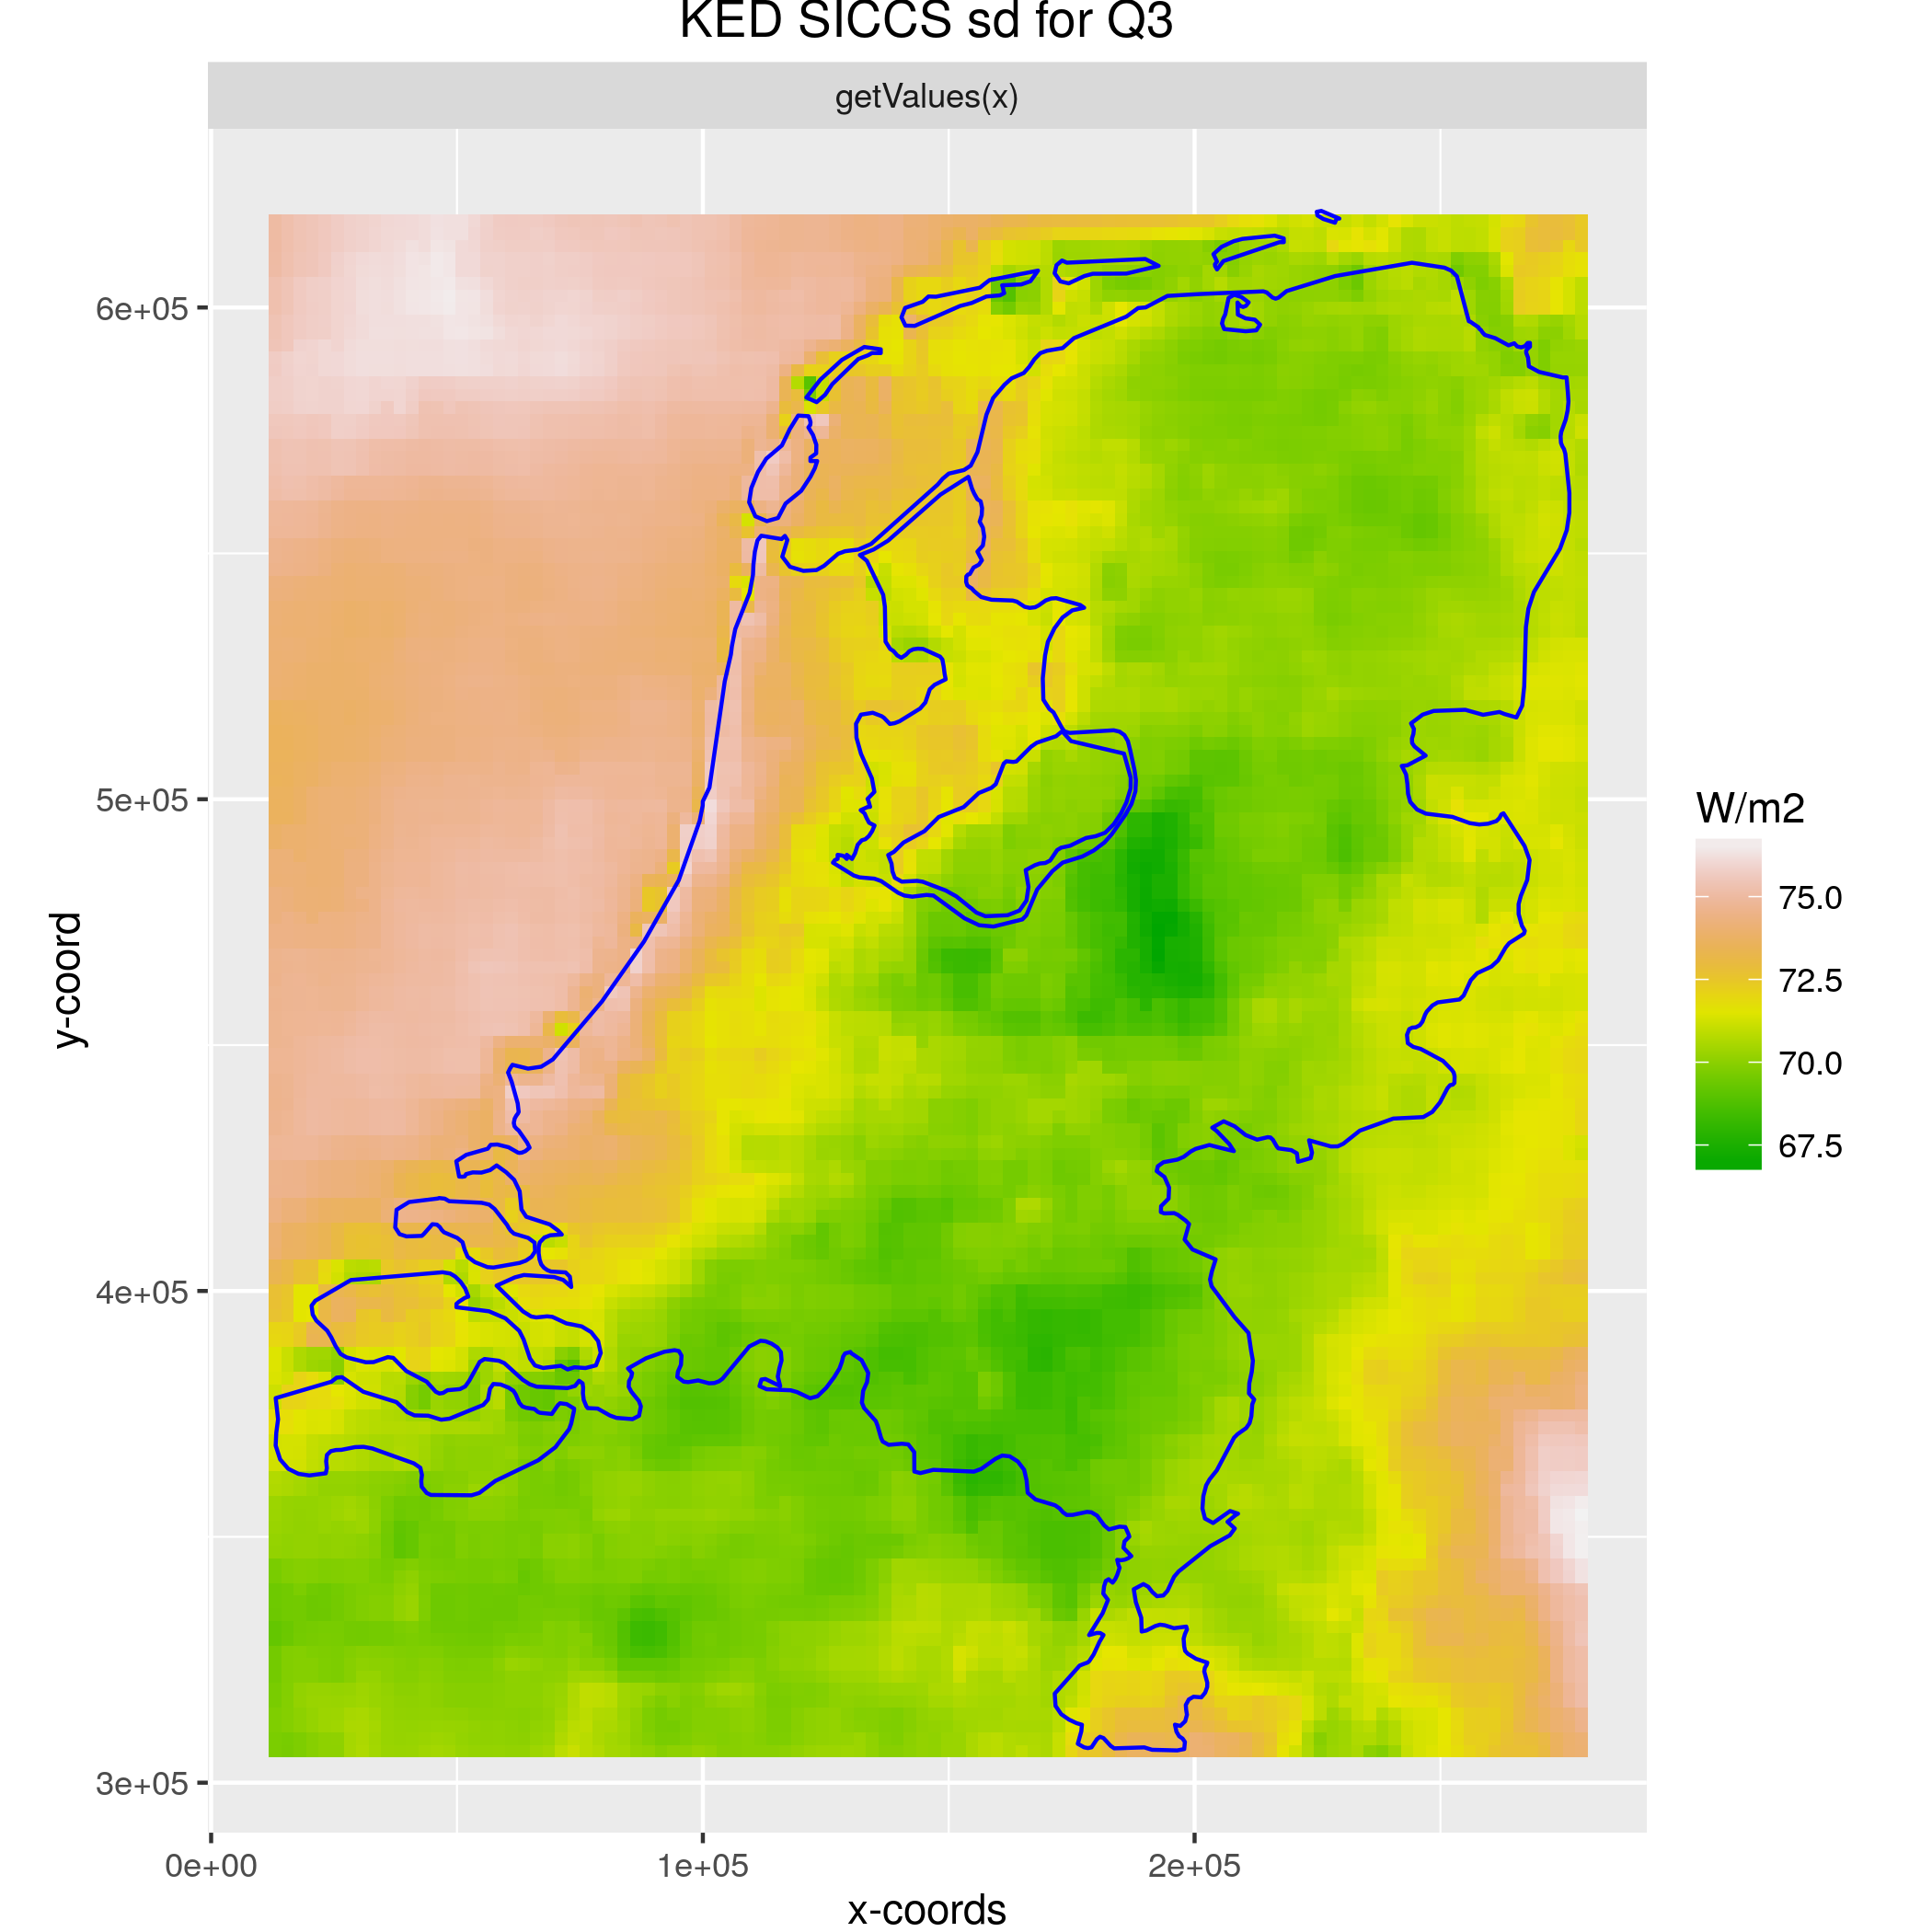 KED SICCS sd for Q3
getValues(x)
6e+05
5e+05
4e+05
3e+05
y-coord
0e+00
1e+05
2e+05
x-coords
W/m2
75.0
72.5
70.0
67.5